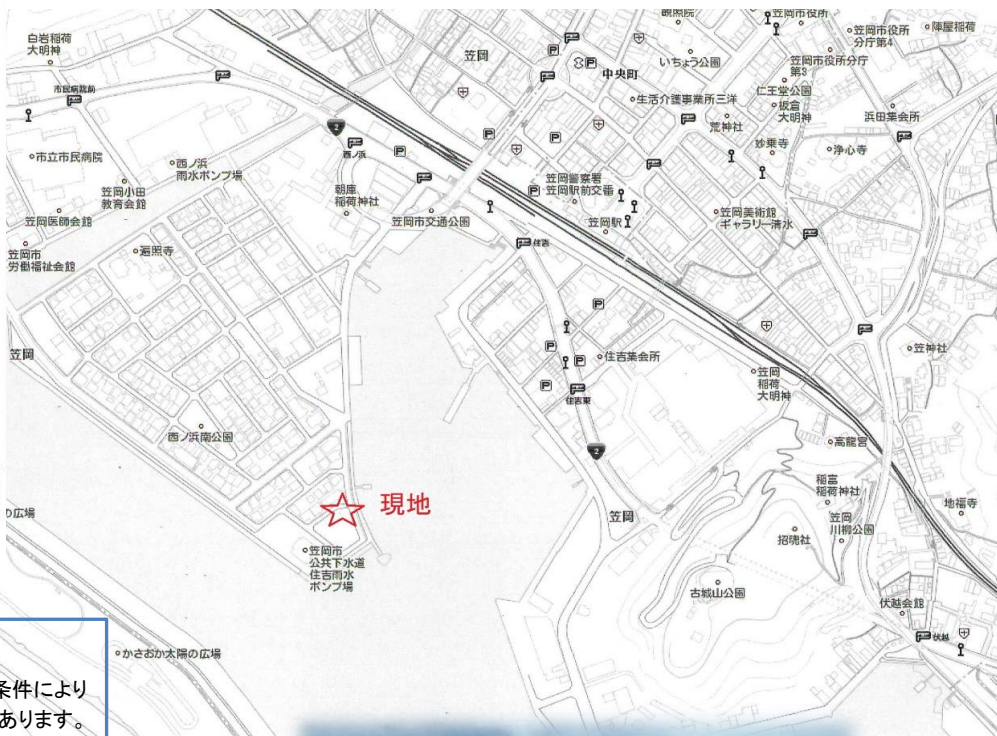 白岩稲荷
大明神
市民病院前
市立市民病院
西ノ浜
雨水ポンプ場
笠岡小田
教育会館
笠岡医師会館
笠岡市
労働福祉会館
遍照寺
笠岡
西ノ浜南公園
2
西ノ浜
P
朝庫
稲荷神社
笠岡市交通公園
笠岡
観照院
笠岡市役所
いちょう公園
P
中央町
生活介護事業所三洋
笠岡市役所
分庁第4
陣屋稲荷
笠岡市役所分庁
第3
仁王堂公園
板倉
大明神
荒神社
妙乗寺
浜田集会所
浄心寺
笠岡警察署
笠岡駅前交番
笠岡駅
笠岡美術館
ギャラリー清水
住吉
P
住吉集会所
P
P
P
住吉東
2
笠岡
稲荷
大明神
笠神社
高龍宮
稲富
稲荷神社
笠岡
川柳公園
地福寺
招魂社
古城山公園
伏越会館
伏越
笠岡
現地
笠岡市
公共下水道
住吉雨水
ポンプ場
の広場
かさおか太陽の広場
条件により
あります。